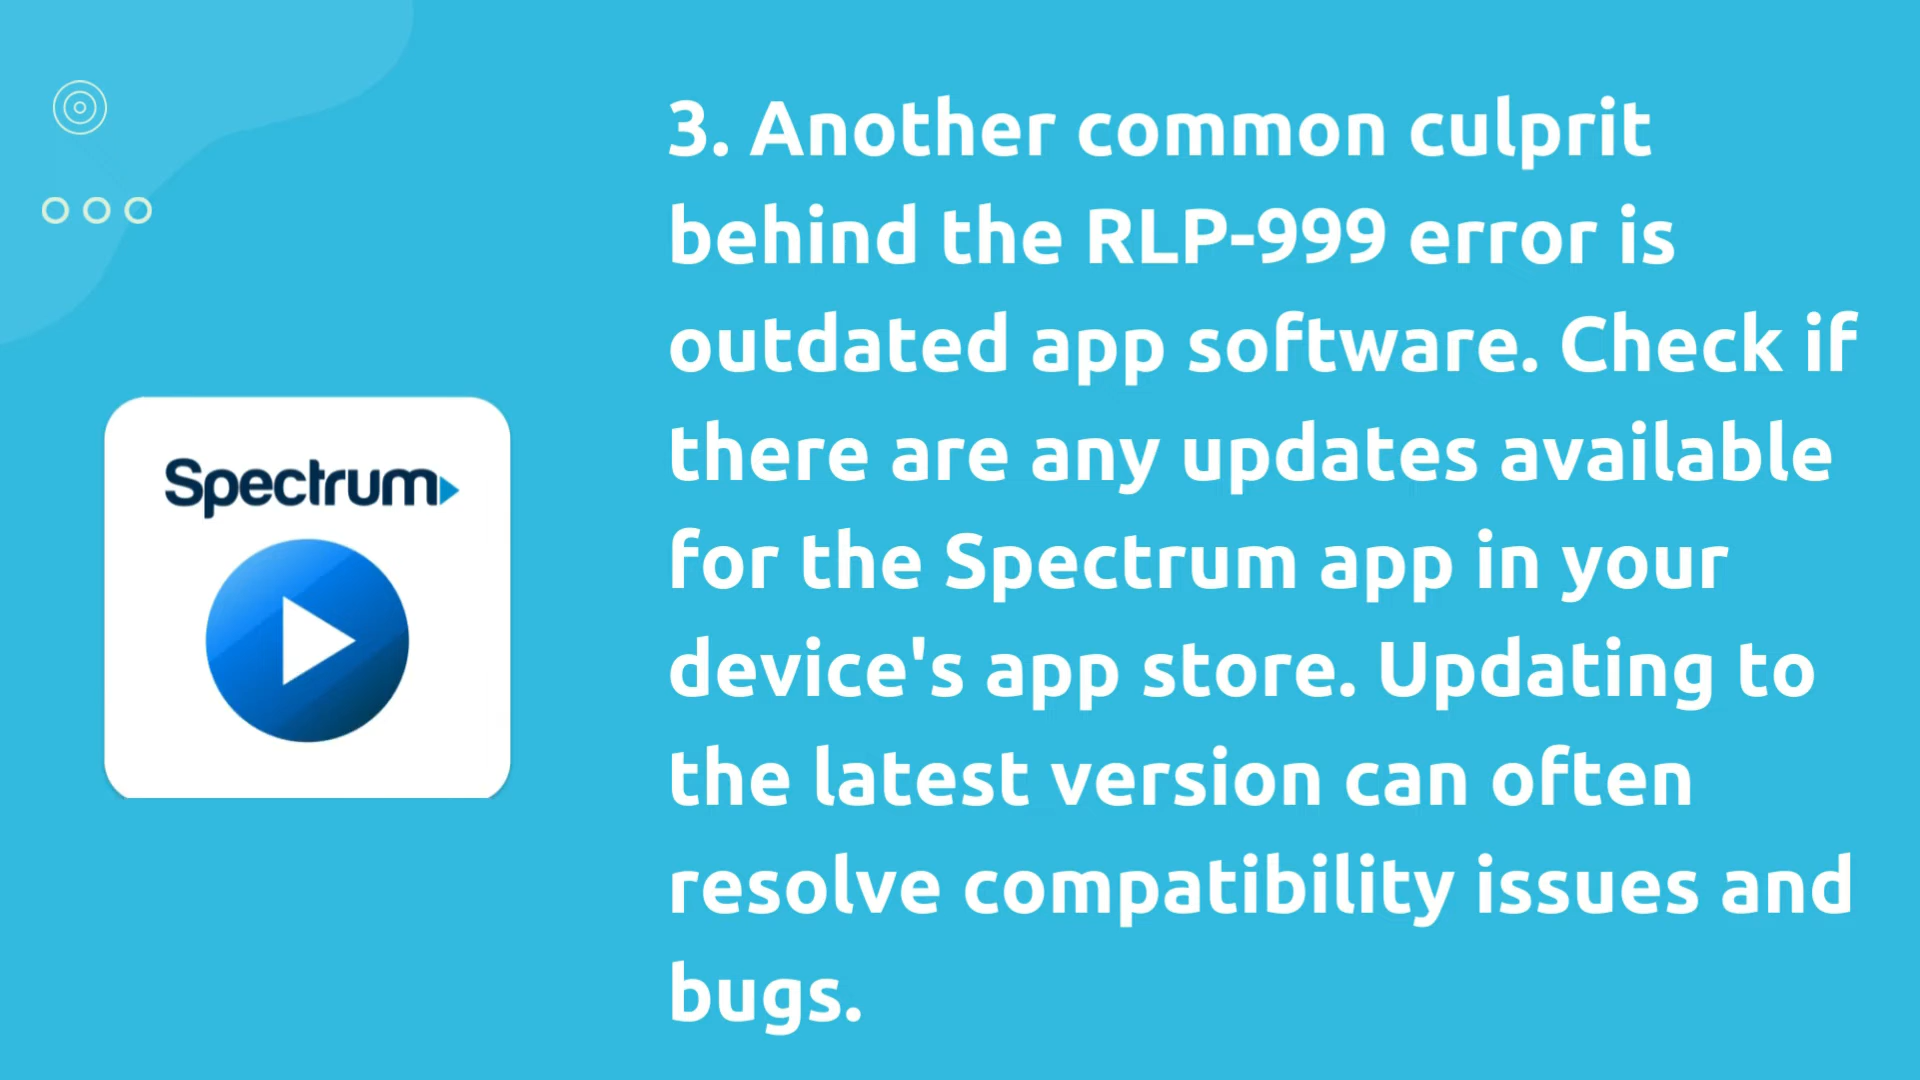 3. Another common culprit
behind the RLP-999 error is
outdated app software. Check if
there are any updates available
for the Spectrum app in your
device's app store. Updating to
the latest version can often
resolve compatibility issues and
bugs.
Spectrum